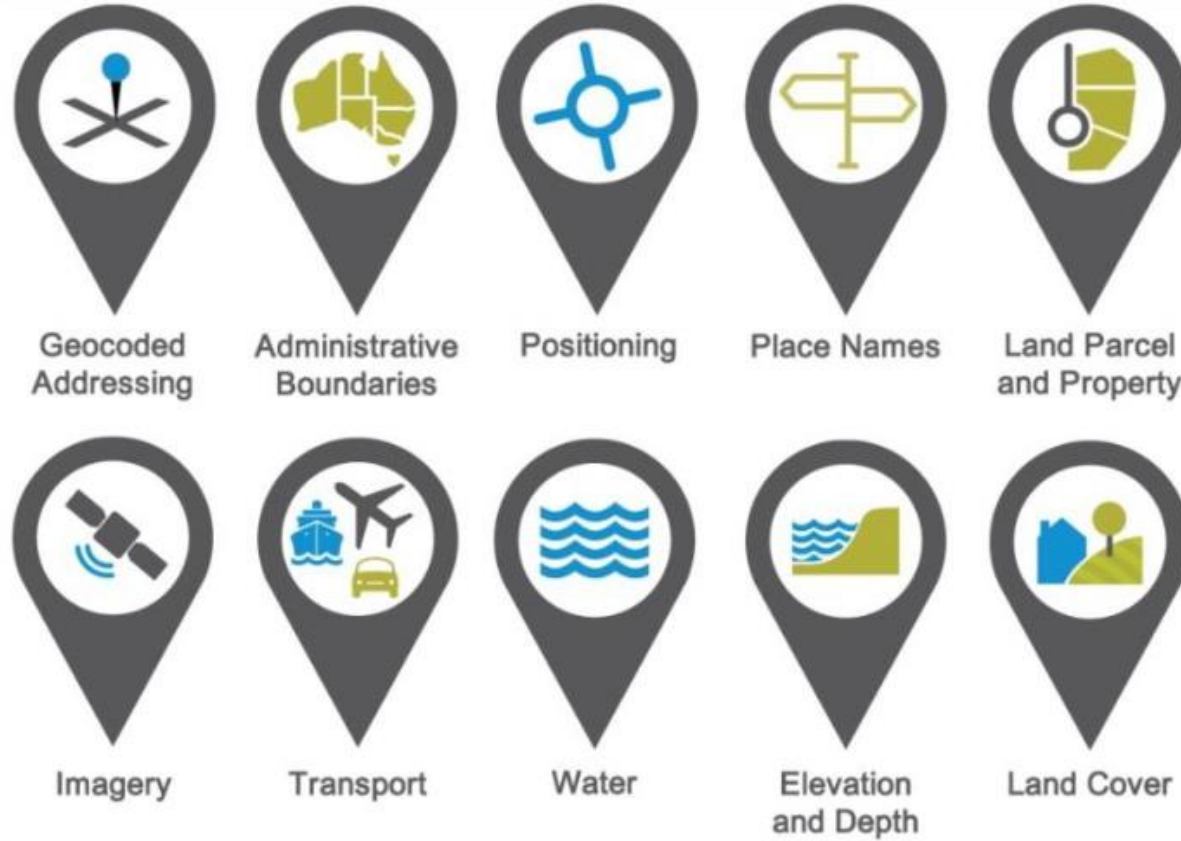 Geocoded
Addressing
Administrative
Boundaries
Positioning
Place Names
Land Parcel
and Property
Imagery
Transport
Water
Elevation
and Depth
Land Cover